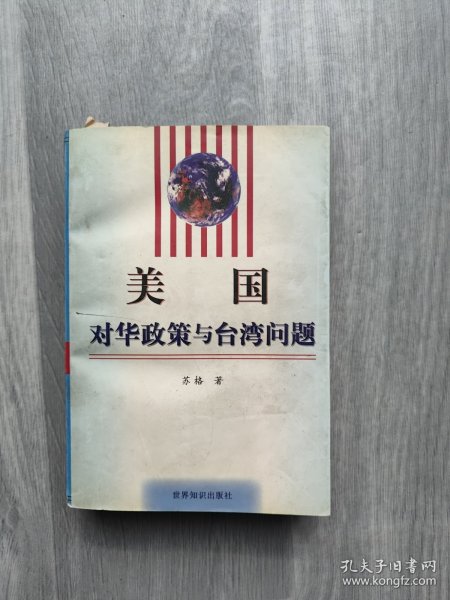 美 国
对华政策与台湾问题
苏格 著
世界知识出版社
孔夫子旧书网
www.kongfz.com